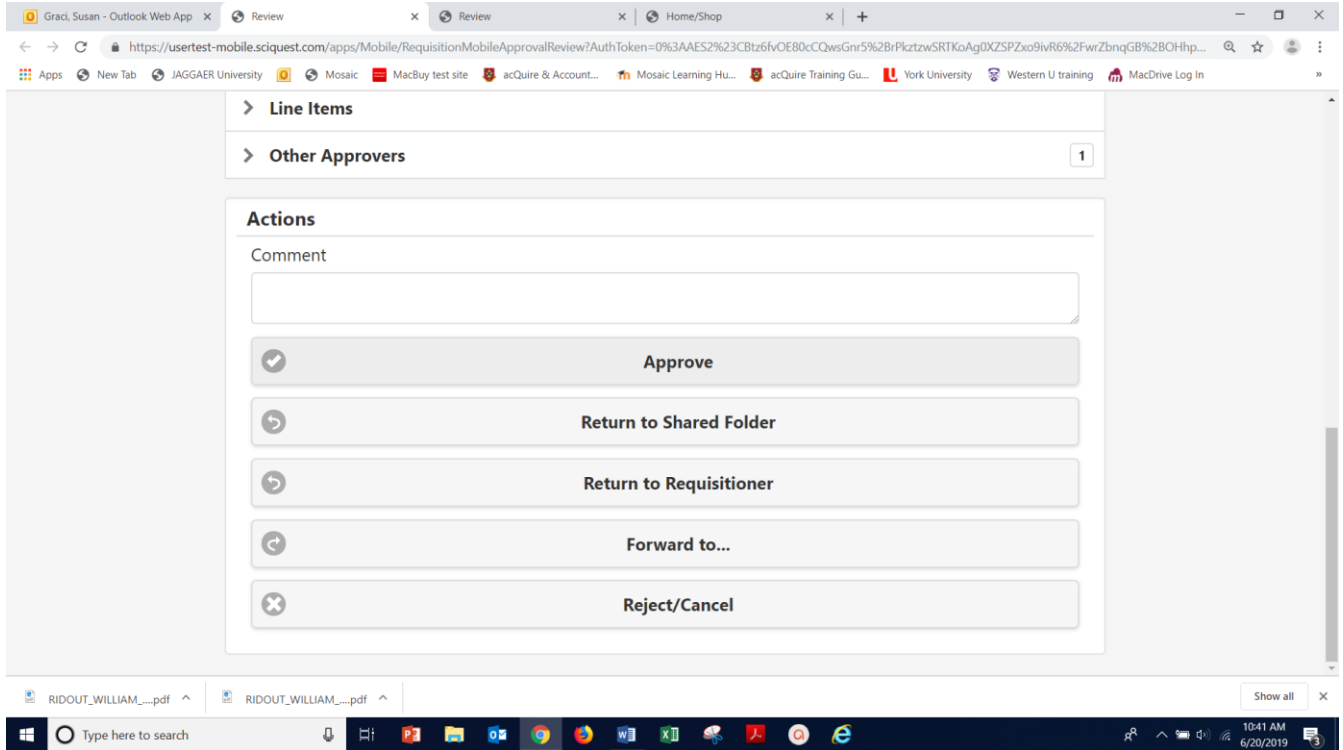 Graci, Susan - Outlook Web App
Review
Review
Home/Shop
https://usertest-mobile.sciquest.com/apps/Mobile/RequisitionMobileApprovalReview?AuthToken=0%3AAES2%23CBtz6fvOE80cCQwsGnr5%2BrPkztzwSRTKoAg0XZSPZxo9ivR6%2FwrZbnqGB%2BOHhp...
Apps New Tab JAGGAER University Mosaic MacBuy test site acQuire & Account... Mosaic Learning Hu... acQuire Training Gu... York University Western U training MacDrive Log In »
Line Items
Other Approvers 1
Actions
Comment
Approve
Return to Shared Folder
Return to Requisitioner
Forward to...
Reject/Cancel
RIDOUT_WILLIAM_....pdf RIDOUT_WILLIAM_....pdf Show all
Type here to search
10:41 AM
6/20/2019
3